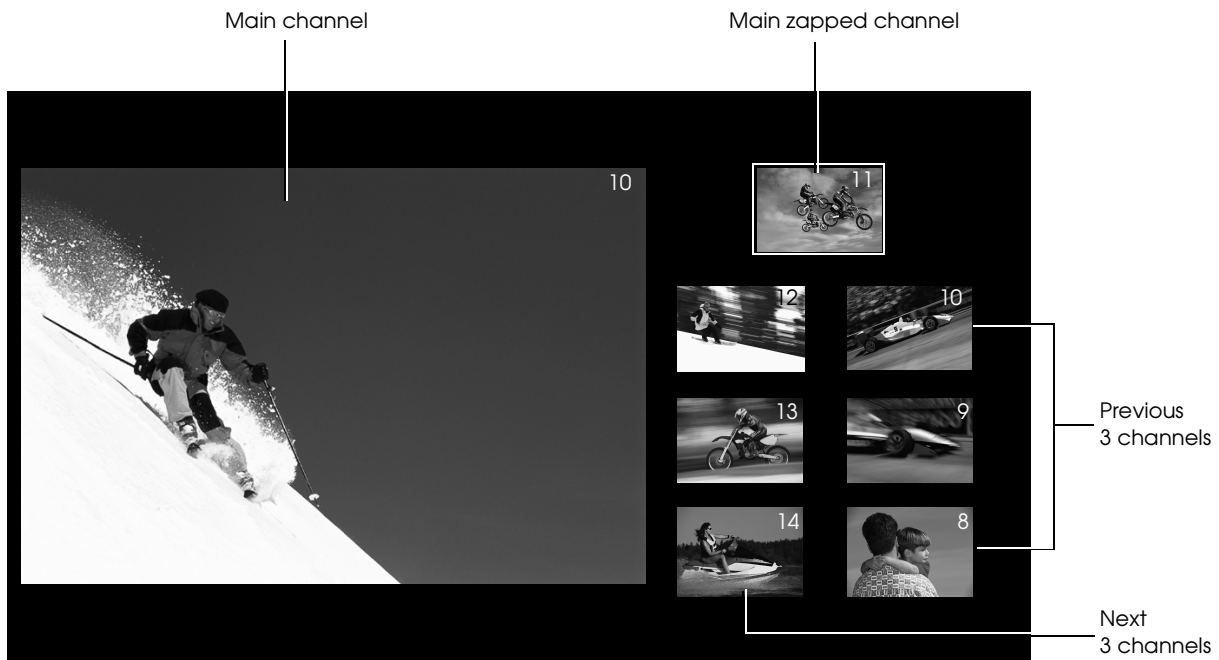 Main channel
Main zapped channel
10
11
12
10
13
9
14
8
Previous
3 channels
Next
3 channels